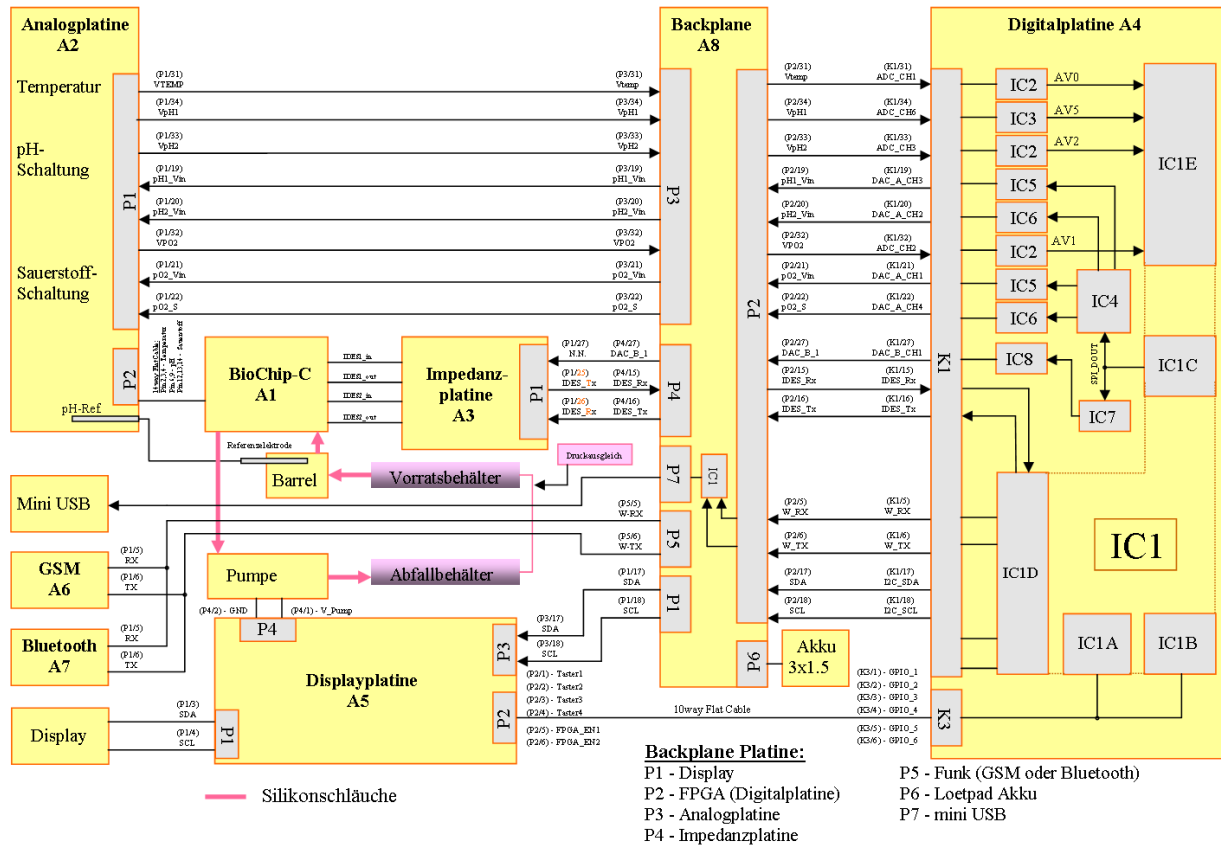 Analogplatine
A2
Temperatur
pH-
Schaltung
Sauerstoff-
Schaltung
P1
P2
pH-Ref
(P1/31)
VTEMP
(P1/34)
VpH1
(P1/33)
VpH2
(P1/19)
pH1_Vin
(P1/20)
pH2_Vin
(P1/32)
VPO2
(P1/21)
pO2_Vin
(P1/22)
pO2_S
(P3/31)
Vtemp
(P3/34)
VpH1
(P3/33)
VpH2
(P3/19)
pH1_Vin
(P3/20)
pH2_Vin
(P3/32)
VPO2
(P3/21)
pO2_Vin
(P3/22)
pO2_S
Backplane
A8
P3
P2
P4
P7
IC1
P5
P1
P6
(P2/31)
Vtemp
(P2/34)
VpH1
(P2/33)
VpH2
(P2/19)
pH1_Vin
(P2/20)
pH2_Vin
(P2/32)
VPO2
(P2/21)
pO2_Vin
(P2/22)
pO2_S
(P2/27)
DAC_B_1
(P2/15)
IDES_Rx
(P2/16)
IDES_Tx
(P2/5)
W_RX
(P2/6)
W_TX
(P2/17)
SDA
(P2/18)
SCL
(K1/31)
ADC_CH1
(K1/34)
ADC_CH6
(K1/33)
ADC_CH3
(K1/19)
DAC_A_CH3
(K1/20)
DAC_A_CH2
(K1/32)
ADC_CH2
(K1/21)
DAC_A_CH1
(K1/22)
DAC_A_CH4
(K1/27)
DAC_B_CH1
(K1/15)
IDES_Rx
(K1/16)
IDES_Tx
(K1/5)
W_RX
(K1/6)
W_TX
(K1/17)
I2C_SDA
(K1/18)
I2C_SCL
Digitalplatine A4
K1
IC2
AV0
IC3
AV5
IC2
AV2
IC5
IC6
IC2
AV1
IC5
IC6
IC8
IC4
SPI_DOUT
IC7
IC1E
IC1C
IC1D
IC1
IC1A
IC1B
K3
BioChip-C
A1
IDES1_in
IDES1_out
IDES2_in
IDES2_out
Impedanz-
platine
A3
P1
(P1/27)
N.N.
(P1/25)
IDES_Tx
(P1/26)
IDES_Rx
(P4/27)
DAC_B_1
(P4/15)
IDES_Rx
(P4/16)
IDES_Tx
Referenzelektrode
Barrel
Vorratsbehälter
Druckausgleich
Mini USB
GSM
A6
(P1/5)
RX
(P1/6)
TX
Bluetooth
A7
(P1/5)
RX
(P1/6)
TX
Pumpe
Abfallbehälter
(P4/2) - GND
(P4/1) - V_Pump
P4
(P5/5)
W-RX
(P5/6)
W-TX
(P1/17)
SDA
(P1/18)
SCL
(P3/17)
SDA
(P3/18)
SCL
P3
Displayplatine
A5
P2
P1
Display
(P1/3)
SDA
(P1/4)
SCL
(P2/1) - Taster1
(P2/2) - Taster2
(P2/3) - Taster3
(P2/4) - Taster4
(P2/5) - FPGA_EN1
(P2/6) - FPGA_EN2
10way Flat Cable
Akku
3x1.5
(K3/1) - GPIO_1
(K3/2) - GPIO_2
(K3/3) - GPIO_3
(K3/4) - GPIO_4
(K3/5) - GPIO_5
(K3/6) - GPIO_6
Silikonschläuche
Backplane Platine:
P1 - Display
P2 - FPGA (Digitalplatine)
P3 - Analogplatine
P4 - Impedanzplatine
P5 - Funk (GSM oder Bluetooth)
P6 - Loetpad Akku
P7 - mini USB